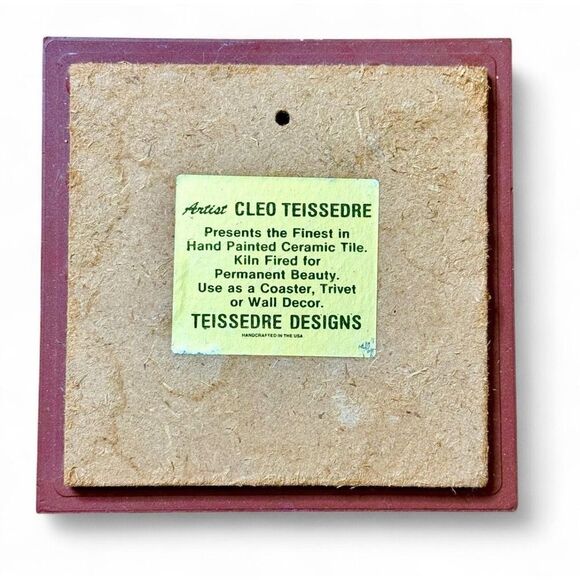 Artist CLEO TEISSEDRE
Presents the Finest in
Hand Painted Ceramic Tile.
Kiln Fired for
Permanent Beauty.
Use as a Coaster, Trivet
or Wall Decor.
TEISSEDRE DESIGNS
HANDCRAFTED IN THE USA